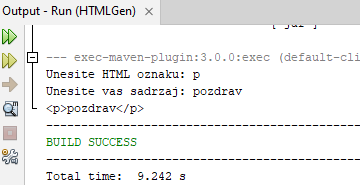 Output - Run (HTMLGen)
[ jar ]
--- exec-maven-plugin:3.0.0:exec (default-cli
Unesite HTML oznaku: p
Unesite vas sadrzaj: pozdrav
<p>pozdrav</p>
------------------------------------------------
BUILD SUCCESS
------------------------------------------------
Total time:  9.242 s